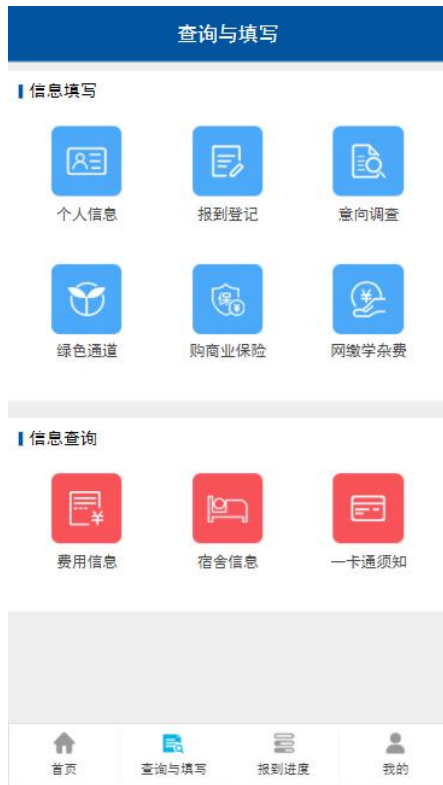 查询与填写
信息填写
个人信息 报到登记 意向调查
保
¥
¥
绿色通道 购商业保险 网缴学杂费
信息查询
¥
费用信息 宿舍信息 一卡通须知
首页 查询与填写 报到进度 我的